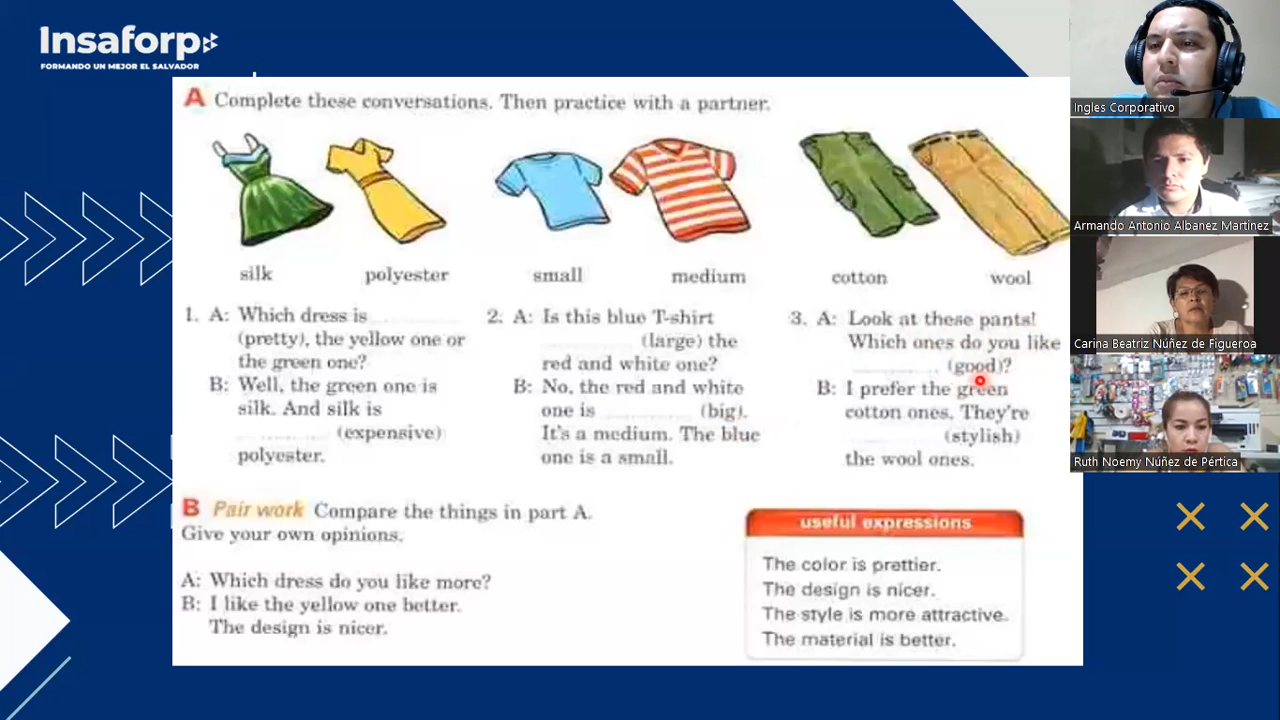 Insaforp
FORMANDO UN MEJOR EL SALVADOR
A Complete these conversations. Then practice with a partner.
silk polyester small medium cotton wool
1. A: Which dress is ............
(pretty), the yellow one or
the green one?
B: Well, the green one is
silk. And silk is
............ (expensive)
polyester.
2. A: Is this blue T-shirt
............ (large) the
red and white one?
B: No, the red and white
one is ............ (big).
It's a medium. The blue
one is a small.
3. A: Look at these pants!
Which ones do you like
............ (good)?
B: I prefer the green
cotton ones. They're
............ (stylish)
the wool ones.
B Pair work Compare the things in part A.
Give your own opinions.
A: Which dress do you like more?
B: I like the yellow one better.
The design is nicer.
useful expressions
The color is prettier.
The design is nicer.
The style is more attractive.
The material is better.
Ingles Corporativo
Armando Antonio Albanez Martinez
Carina Beatriz Núñez de Figueroa
Ruth Noemy Núñez de Pértica